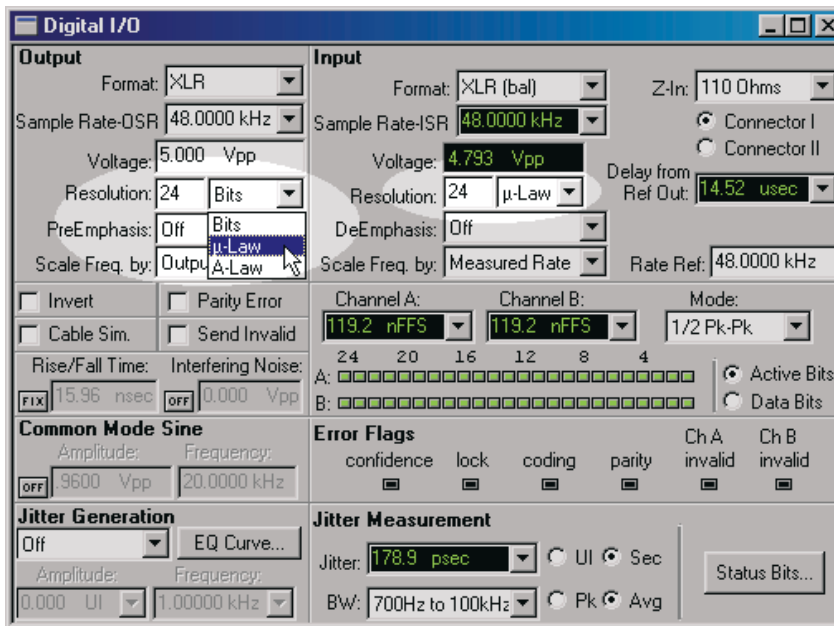 Digital I/O
Output
Format: XLR
Sample Rate-OSR 48.0000 kHz
Voltage: 5.000 Vpp
Resolution: 24 Bits
Bits
µ-Law
A-Law
PreEmphasis: Off
Scale Freq. by: Outpu
Input
Format: XLR (bal)
Z-In: 110 Ohms
Sample Rate-ISR 48.0000 kHz
Connector I
Connector II
Voltage: 4.793 Vpp
Delay from
Ref Out: 14.52 usec
Resolution: 24 µ-Law
DeEmphasis: Off
Scale Freq. by: Measured Rate
Rate Ref: 48.0000 kHz
Invert
Parity Error
Cable Sim.
Send Invalid
Rise/Fall Time: Interfering Noise:
FIX 15.96 nsec OFF 0.000 Vpp
Channel A: Channel B: Mode:
119.2 nFFS 119.2 nFFS 1/2 Pk-Pk
24 20 16 12 8 4
A:
B:
Active Bits
Data Bits
Common Mode Sine
Amplitude: Frequency:
OFF .9600 Vpp 20.0000 kHz
Error Flags
confidence lock coding parity Ch A invalid Ch B invalid
Jitter Generation
Off EQ Curve...
Amplitude: Frequency:
0.000 UI 1.00000 kHz
Jitter Measurement
Jitter: 178.9 psec UI Sec
BW: 700Hz to 100kHz Pk Avg
Status Bits...